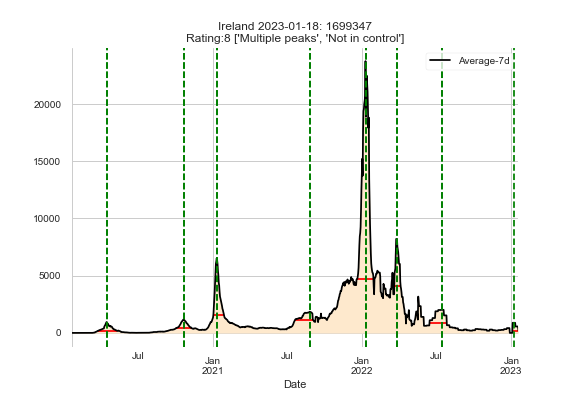 Ireland 2023-01-18: 1699347
Rating:8 ['Multiple peaks', 'Not in control']
Average-7d
20000
15000
10000
5000
0
Jul
Jan
2021
Jul
Jan
2022
Jul
Jan
2023
Date